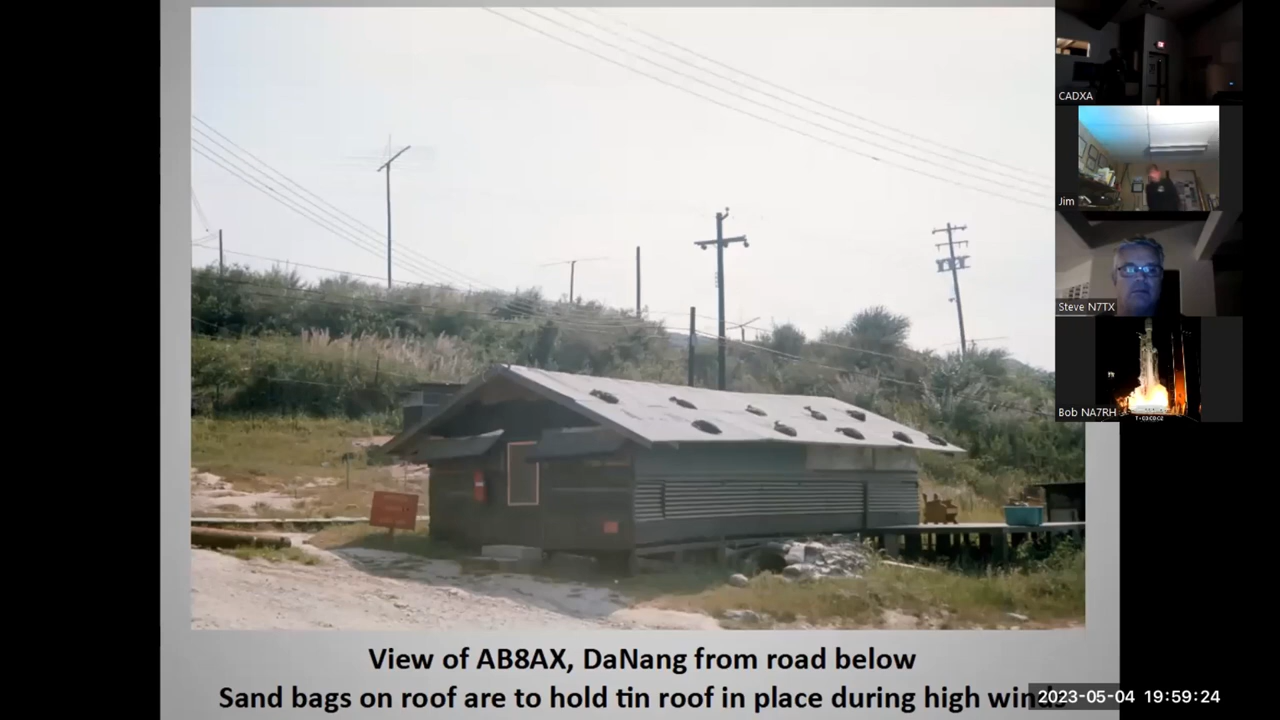 CADXA
Jim
Steve N7TX
Bob NA7RH
View of AB8AX, DaNang from road below
Sand bags on roof are to hold tin roof in place during high winds
2023-05-04 19:59:24